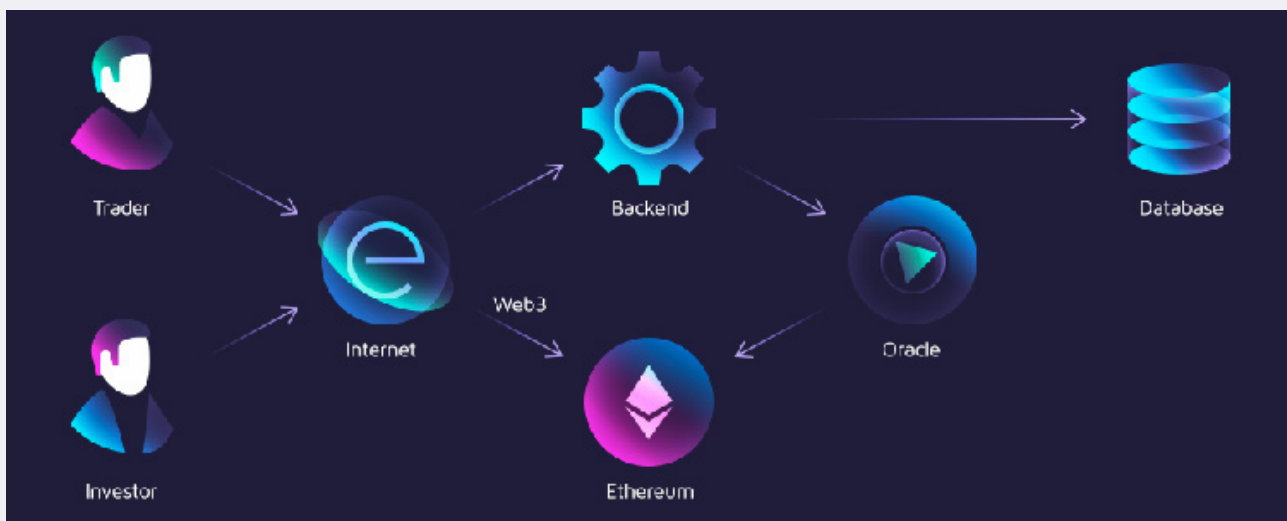 Trader
Backend
Database
Web3
Internet
Oracle
Investor
Ethereum